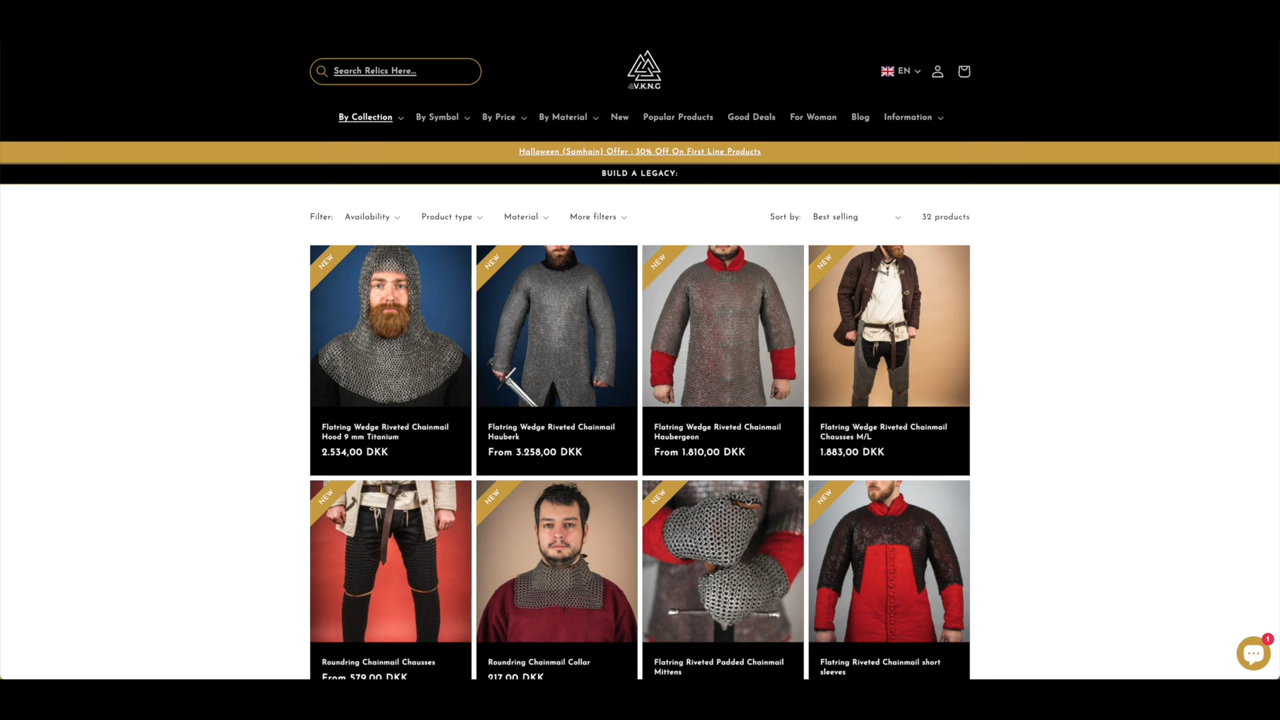 Search Relics Here...
V.K.N.G
EN
By Collection
By Symbol
By Price
By Material
New
Popular Products
Good Deals
For Woman
Blog
Information
Halloween (Samhain) Offer : 30% Off On First Line Products
BUILD A LEGACY:
Filter:
Availability
Product type
Material
More filters
Sort by:
Best selling
32 products
NEW
NEW
NEW
NEW
Flatring Wedge Riveted Chainmail
Hood 9 mm Titanium
2.534,00 DKK
Flatring Wedge Riveted Chainmail
Hauberk
From 3.258,00 DKK
Flatring Wedge Riveted Chainmail
Haubergeon
From 1.810,00 DKK
Flatring Wedge Riveted Chainmail
Chausses M/L
1.883,00 DKK
NEW
NEW
NEW
NEW
Roundring Chainmail Chausses
From 579,00 DKK
Roundring Chainmail Collar
217,00 DKK
Flatring Riveted Padded Chainmail
Mittens
Flatring Riveted Chainmail short
sleeves
1